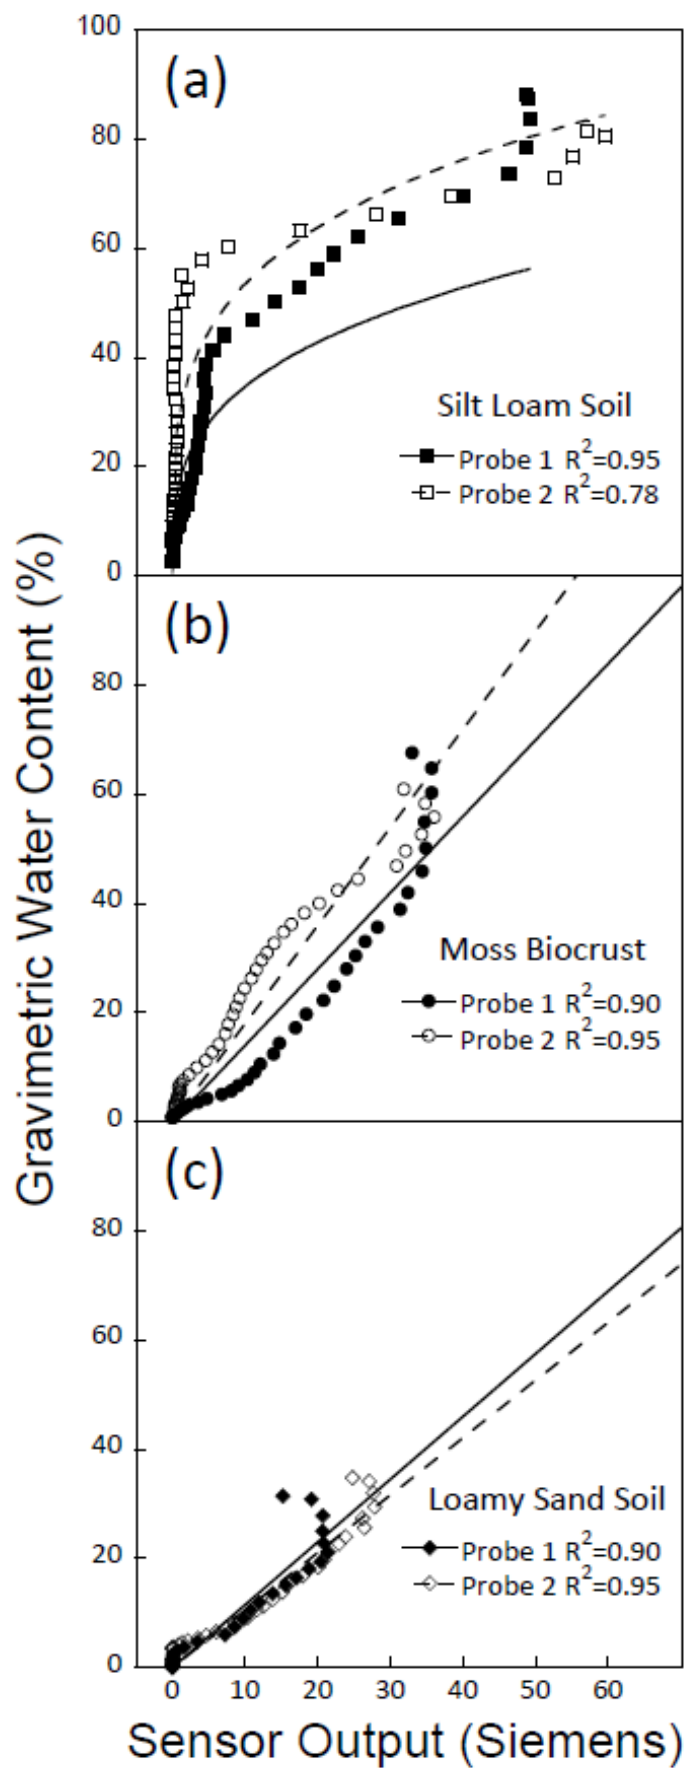 100
(a)
80
60
40
Silt Loam Soil
Probe 1 R²=0.95
20
Probe 2 R²=0.78
0
(b)
80
60
40
Moss Biocrust
Probe 1 R²=0.90
20
Probe 2 R²=0.95
0
(c)
80
60
40
Loamy Sand Soil
Probe 1 R²=0.90
20
Probe 2 R²=0.95
0
0 10 20 30 40 50 60
Sensor Output (Siemens)
Gravimetric Water Content (%)